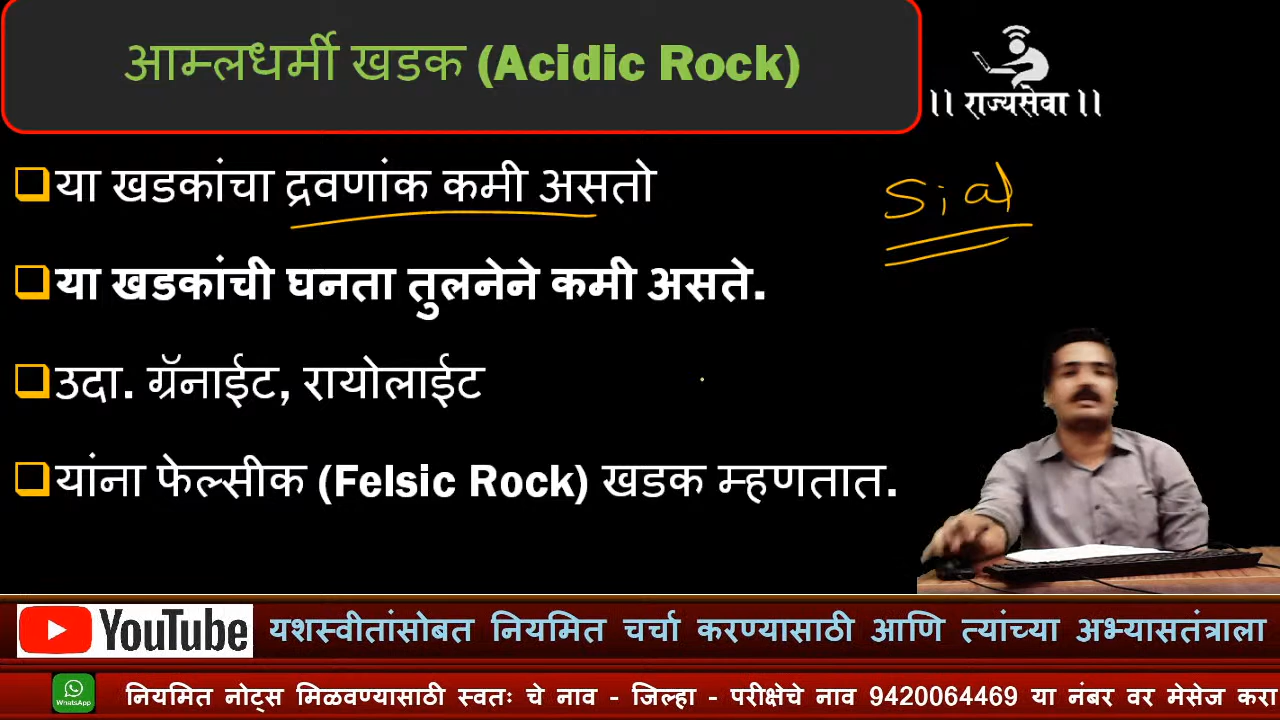 आम्लधर्मी खडक (Acidic Rock)
|| राज्यसेवा ||
या खडकांचा द्रवणांक कमी असतो
Sial
या खडकांची घनता तुलनेने कमी असते.
उदा. ग्रॅनाईट, रायोलाईट
यांना फेल्सीक (Felsic Rock) खडक म्हणतात.
YouTube यशस्वीतांसोबत नियमित चर्चा करण्यासाठी आणि त्यांच्या अभ्यासतंत्राला
WhatsApp नियमित नोट्स मिळवण्यासाठी स्वतः चे नाव - जिल्हा - परीक्षेचे नाव 9420064469 या नंबर वर मेसेज करा